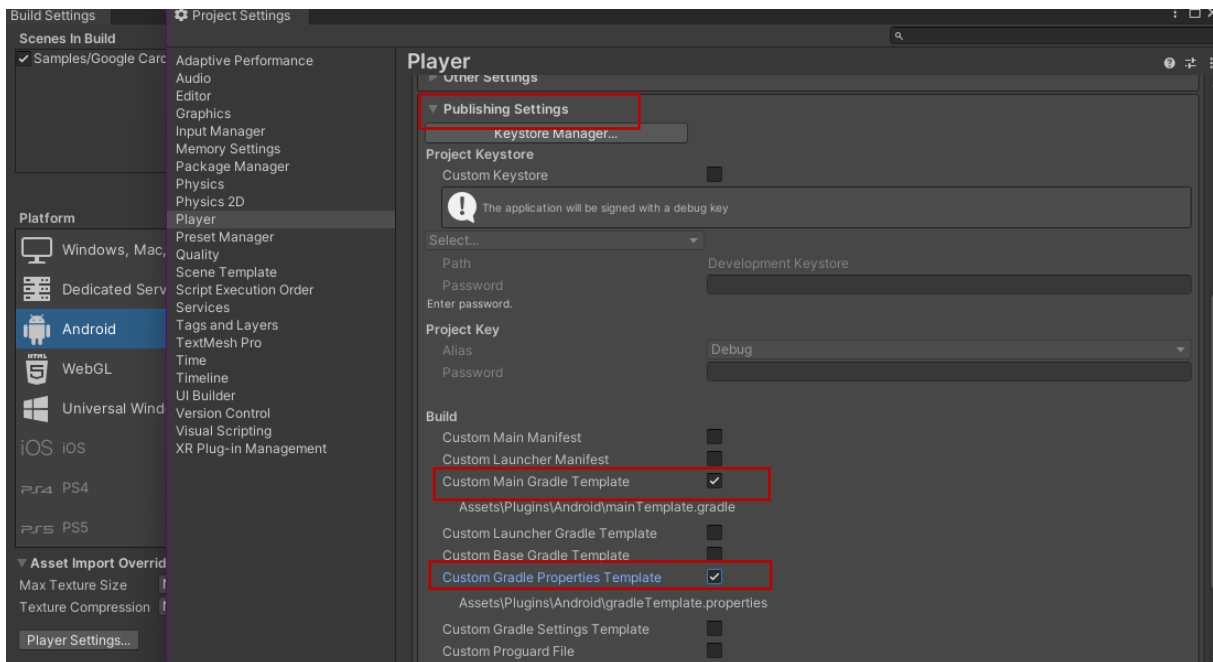 Build Settings
Project Settings
Scenes In Build
Samples/Google Carc
Platform
Windows, Mac,
Dedicated Serv
Android
HTML
5
WebGL
Universal Wind
iOS iOS
PS4 PS4
PS5 PS5
Asset Import Overrid
Max Texture Size
Texture Compression
Player Settings...
Adaptive Performance
Audio
Editor
Graphics
Input Manager
Memory Settings
Package Manager
Physics
Physics 2D
Player
Preset Manager
Quality
Scene Template
Script Execution Order
Services
Tags and Layers
TextMesh Pro
Time
Timeline
UI Builder
Version Control
Visual Scripting
XR Plug-in Management
Player
Other Settings
Publishing Settings
Keystore Manager...
Project Keystore
Custom Keystore
The application will be signed with a debug key
Select...
Path Development Keystore
Password
Enter password.
Project Key
Alias Debug
Password
Build
Custom Main Manifest
Custom Launcher Manifest
Custom Main Gradle Template
Assets\Plugins\Android\mainTemplate.gradle
Custom Launcher Gradle Template
Custom Base Gradle Template
Custom Gradle Properties Template
Assets\Plugins\Android\gradleTemplate.properties
Custom Gradle Settings Template
Custom Proguard File